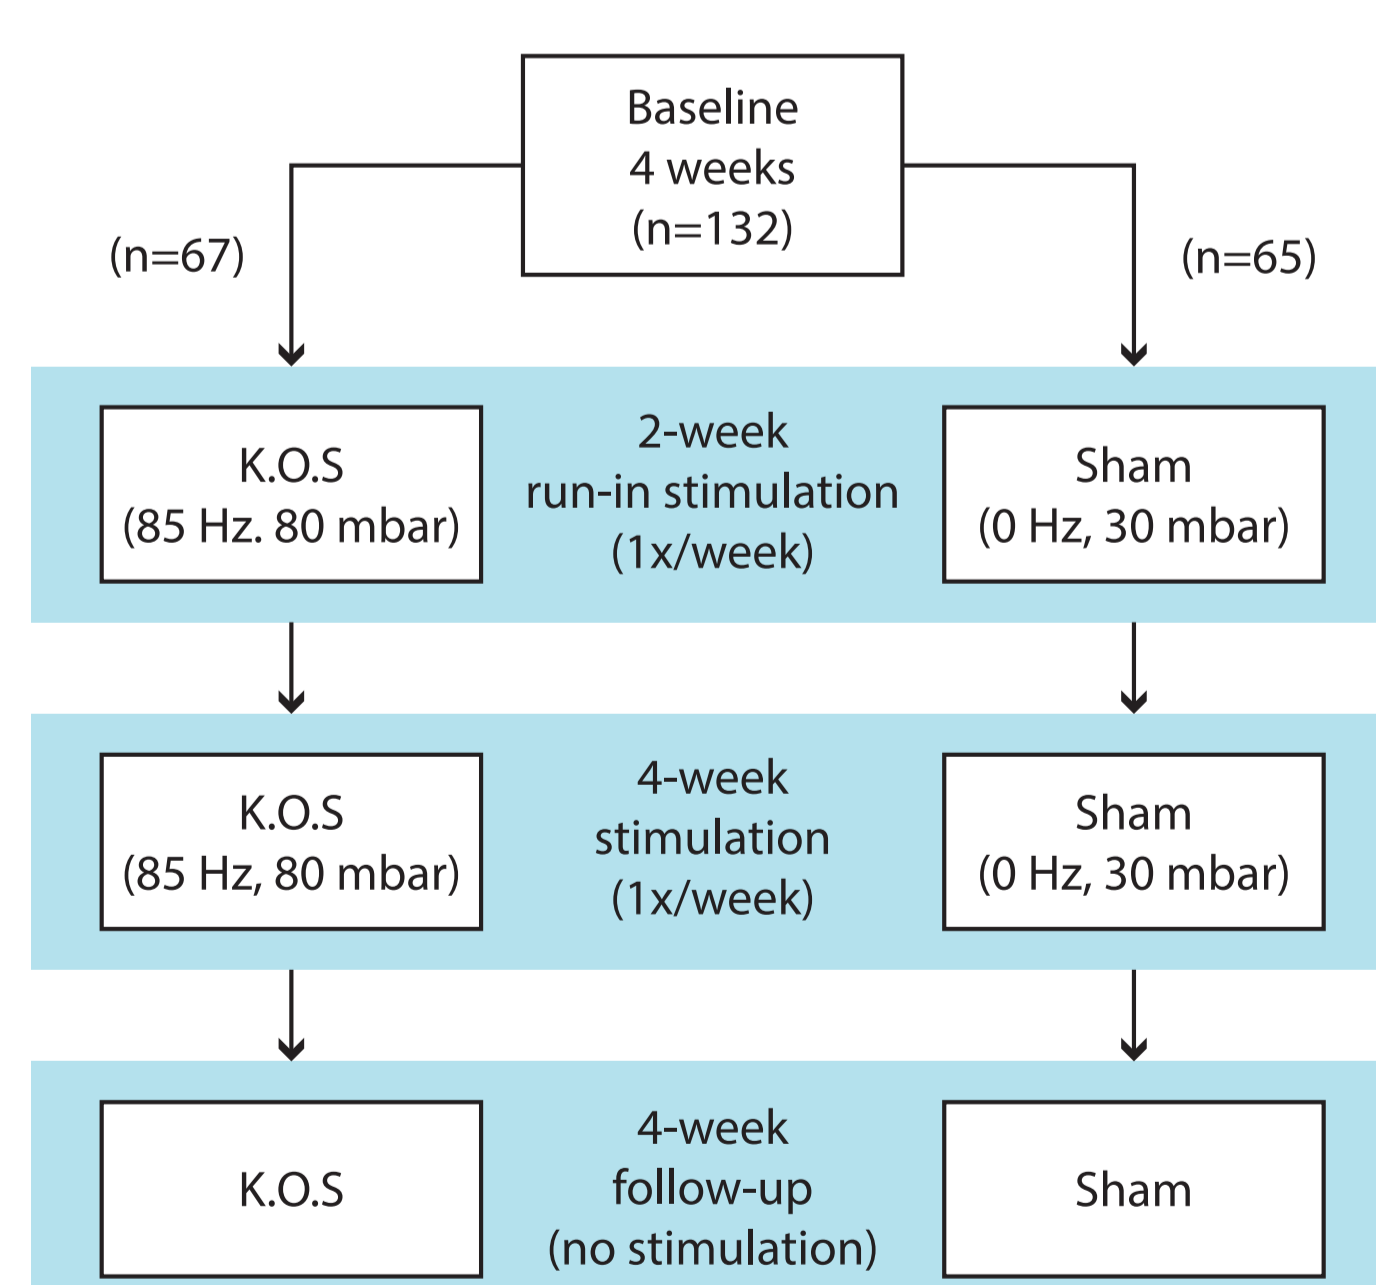 Baseline
4 weeks
(n=132)
(n=67)
(n=65)
K.O.S
(85 Hz. 80 mbar)
2-week
run-in stimulation
(1x/week)
Sham
(0 Hz, 30 mbar)
K.O.S
(85 Hz, 80 mbar)
4-week
stimulation
(1x/week)
Sham
(0 Hz, 30 mbar)
K.O.S
4-week
follow-up
(no stimulation)
Sham